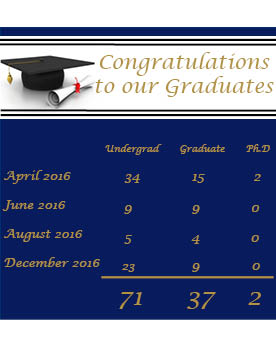 Congratulations
to our Graduates
Undergrad Graduate Ph.D
April 2016 34 15 2
June 2016 9 9 0
August 2016 5 4 0
December 2016 23 9 0
71 37 2